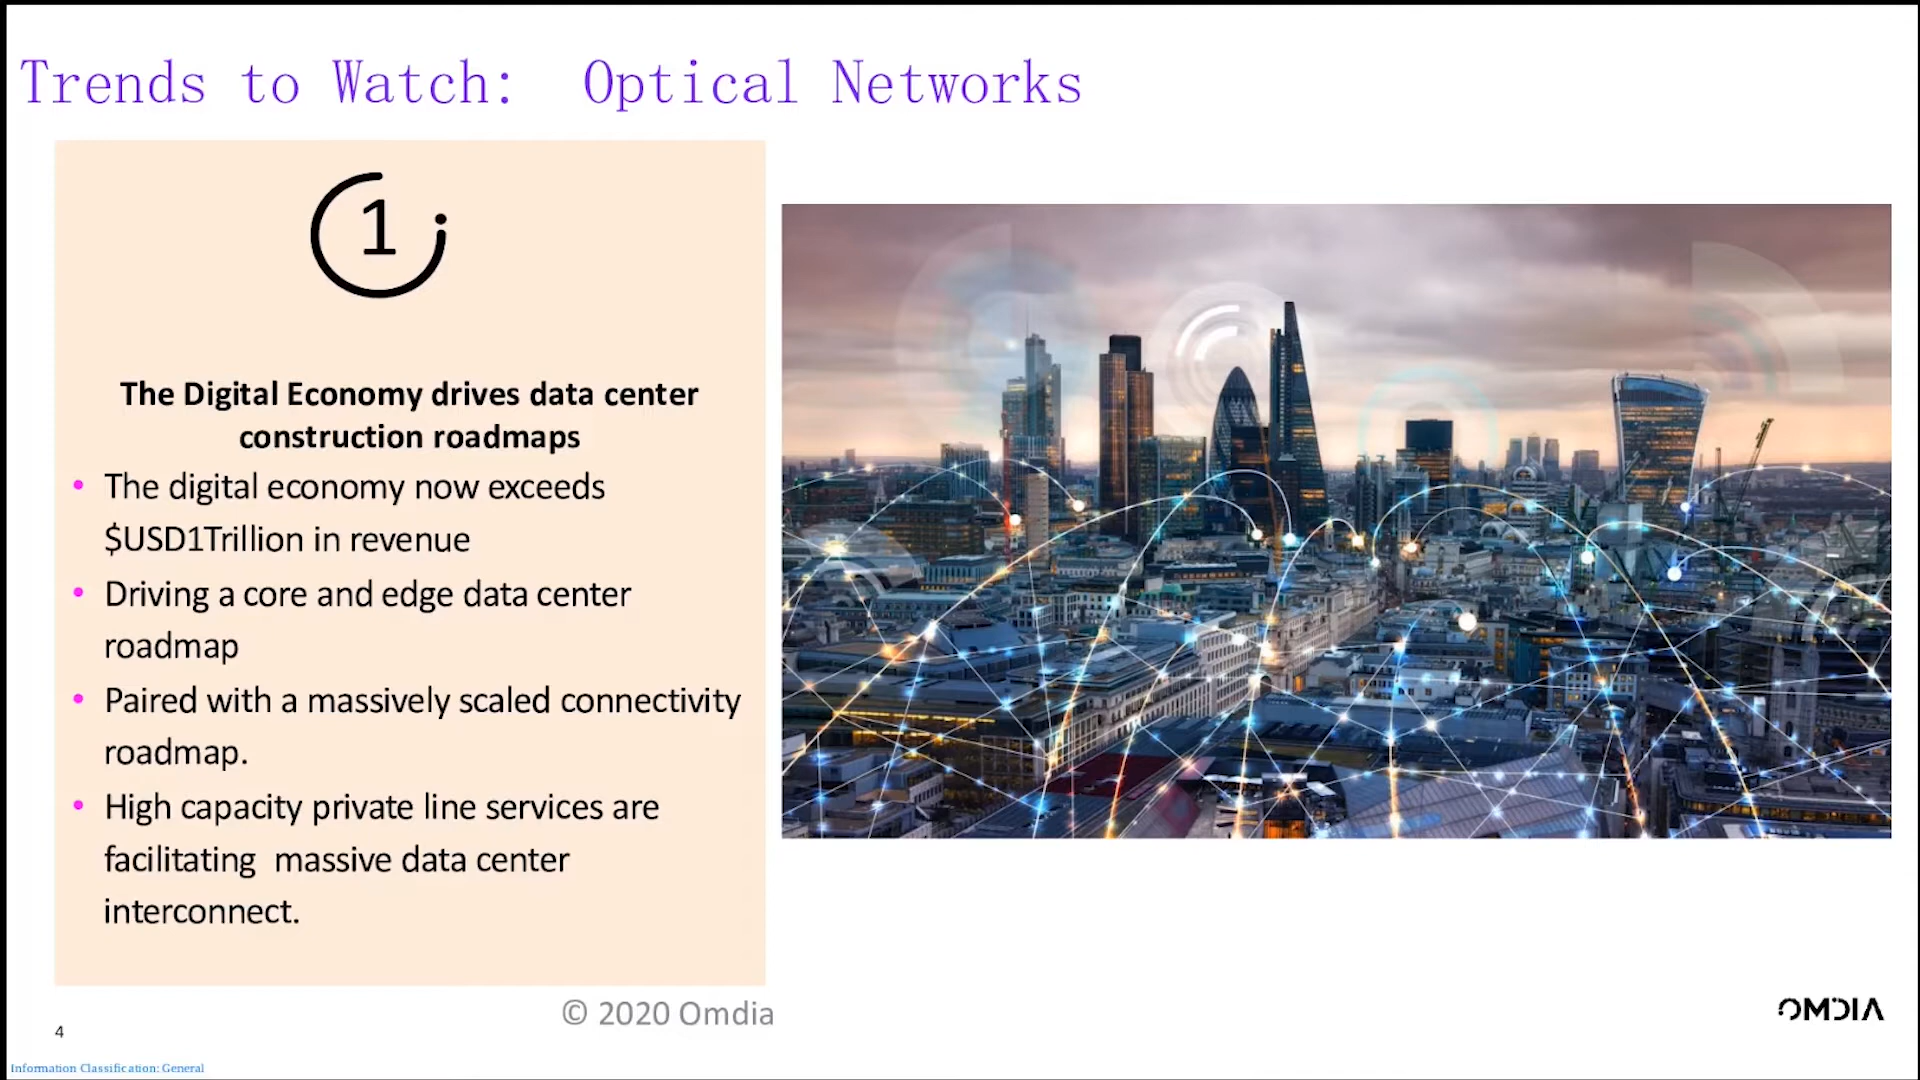 Trends to Watch: Optical Networks
1
The Digital Economy drives data center
construction roadmaps
• The digital economy now exceeds
$USD1Trillion in revenue
• Driving a core and edge data center
roadmap
• Paired with a massively scaled connectivity
roadmap.
• High capacity private line services are
facilitating  massive data center
interconnect.
© 2020 Omdia
OMDIA
4
Information Classification: General